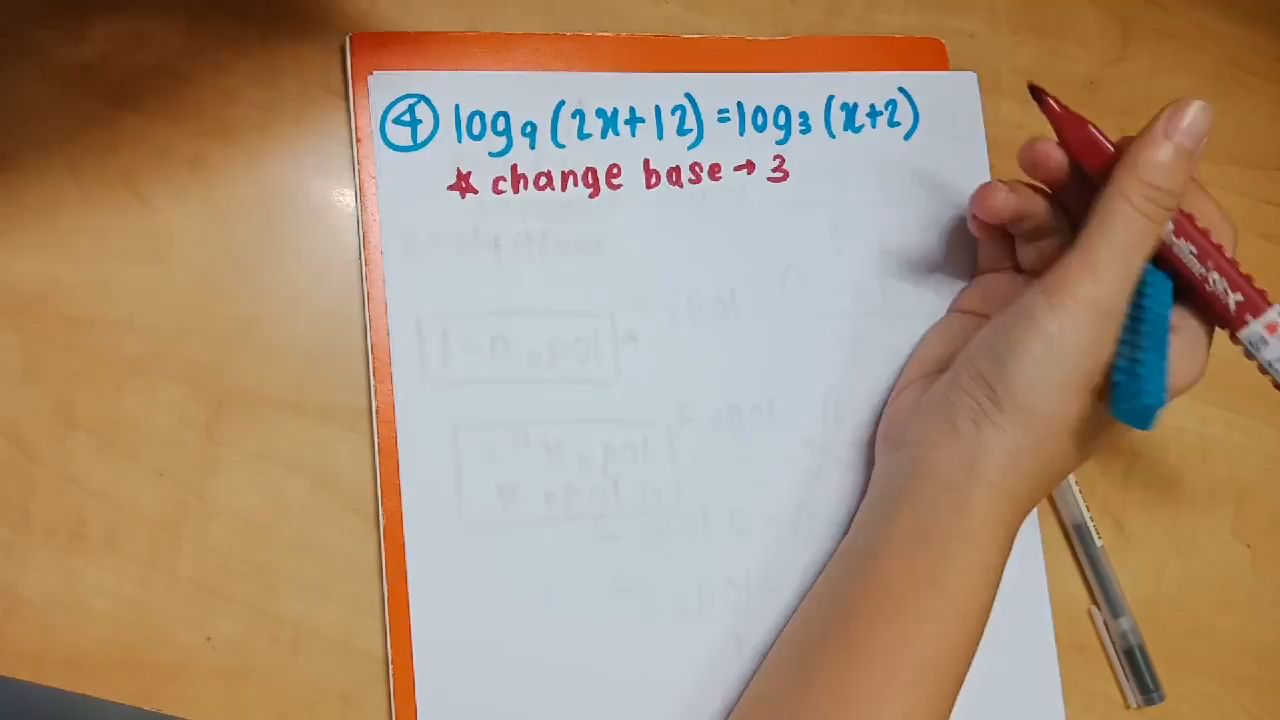 ④ log₉ (2x+12) = log₃ (x+2)
★ change base → 3